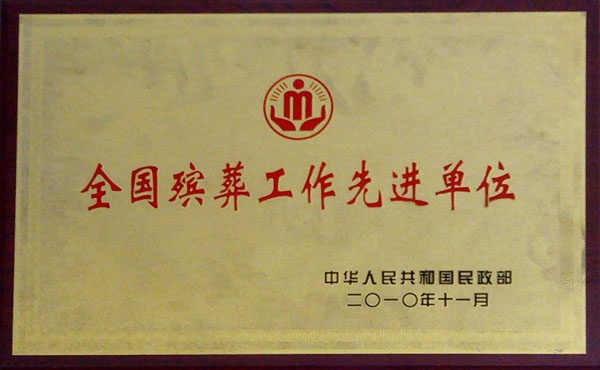 全国殡葬工作先进单位
中华人民共和国民政部
二〇一〇年十一月